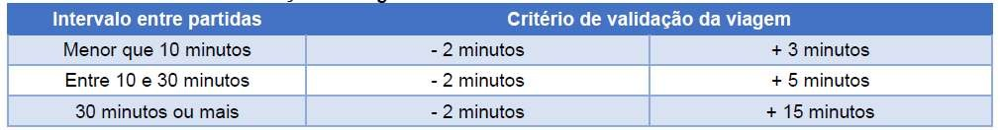 Intervalo entre partidas Critério de validação da viagem
Menor que 10 minutos - 2 minutos + 3 minutos
Entre 10 e 30 minutos - 2 minutos + 5 minutos
30 minutos ou mais - 2 minutos + 15 minutos